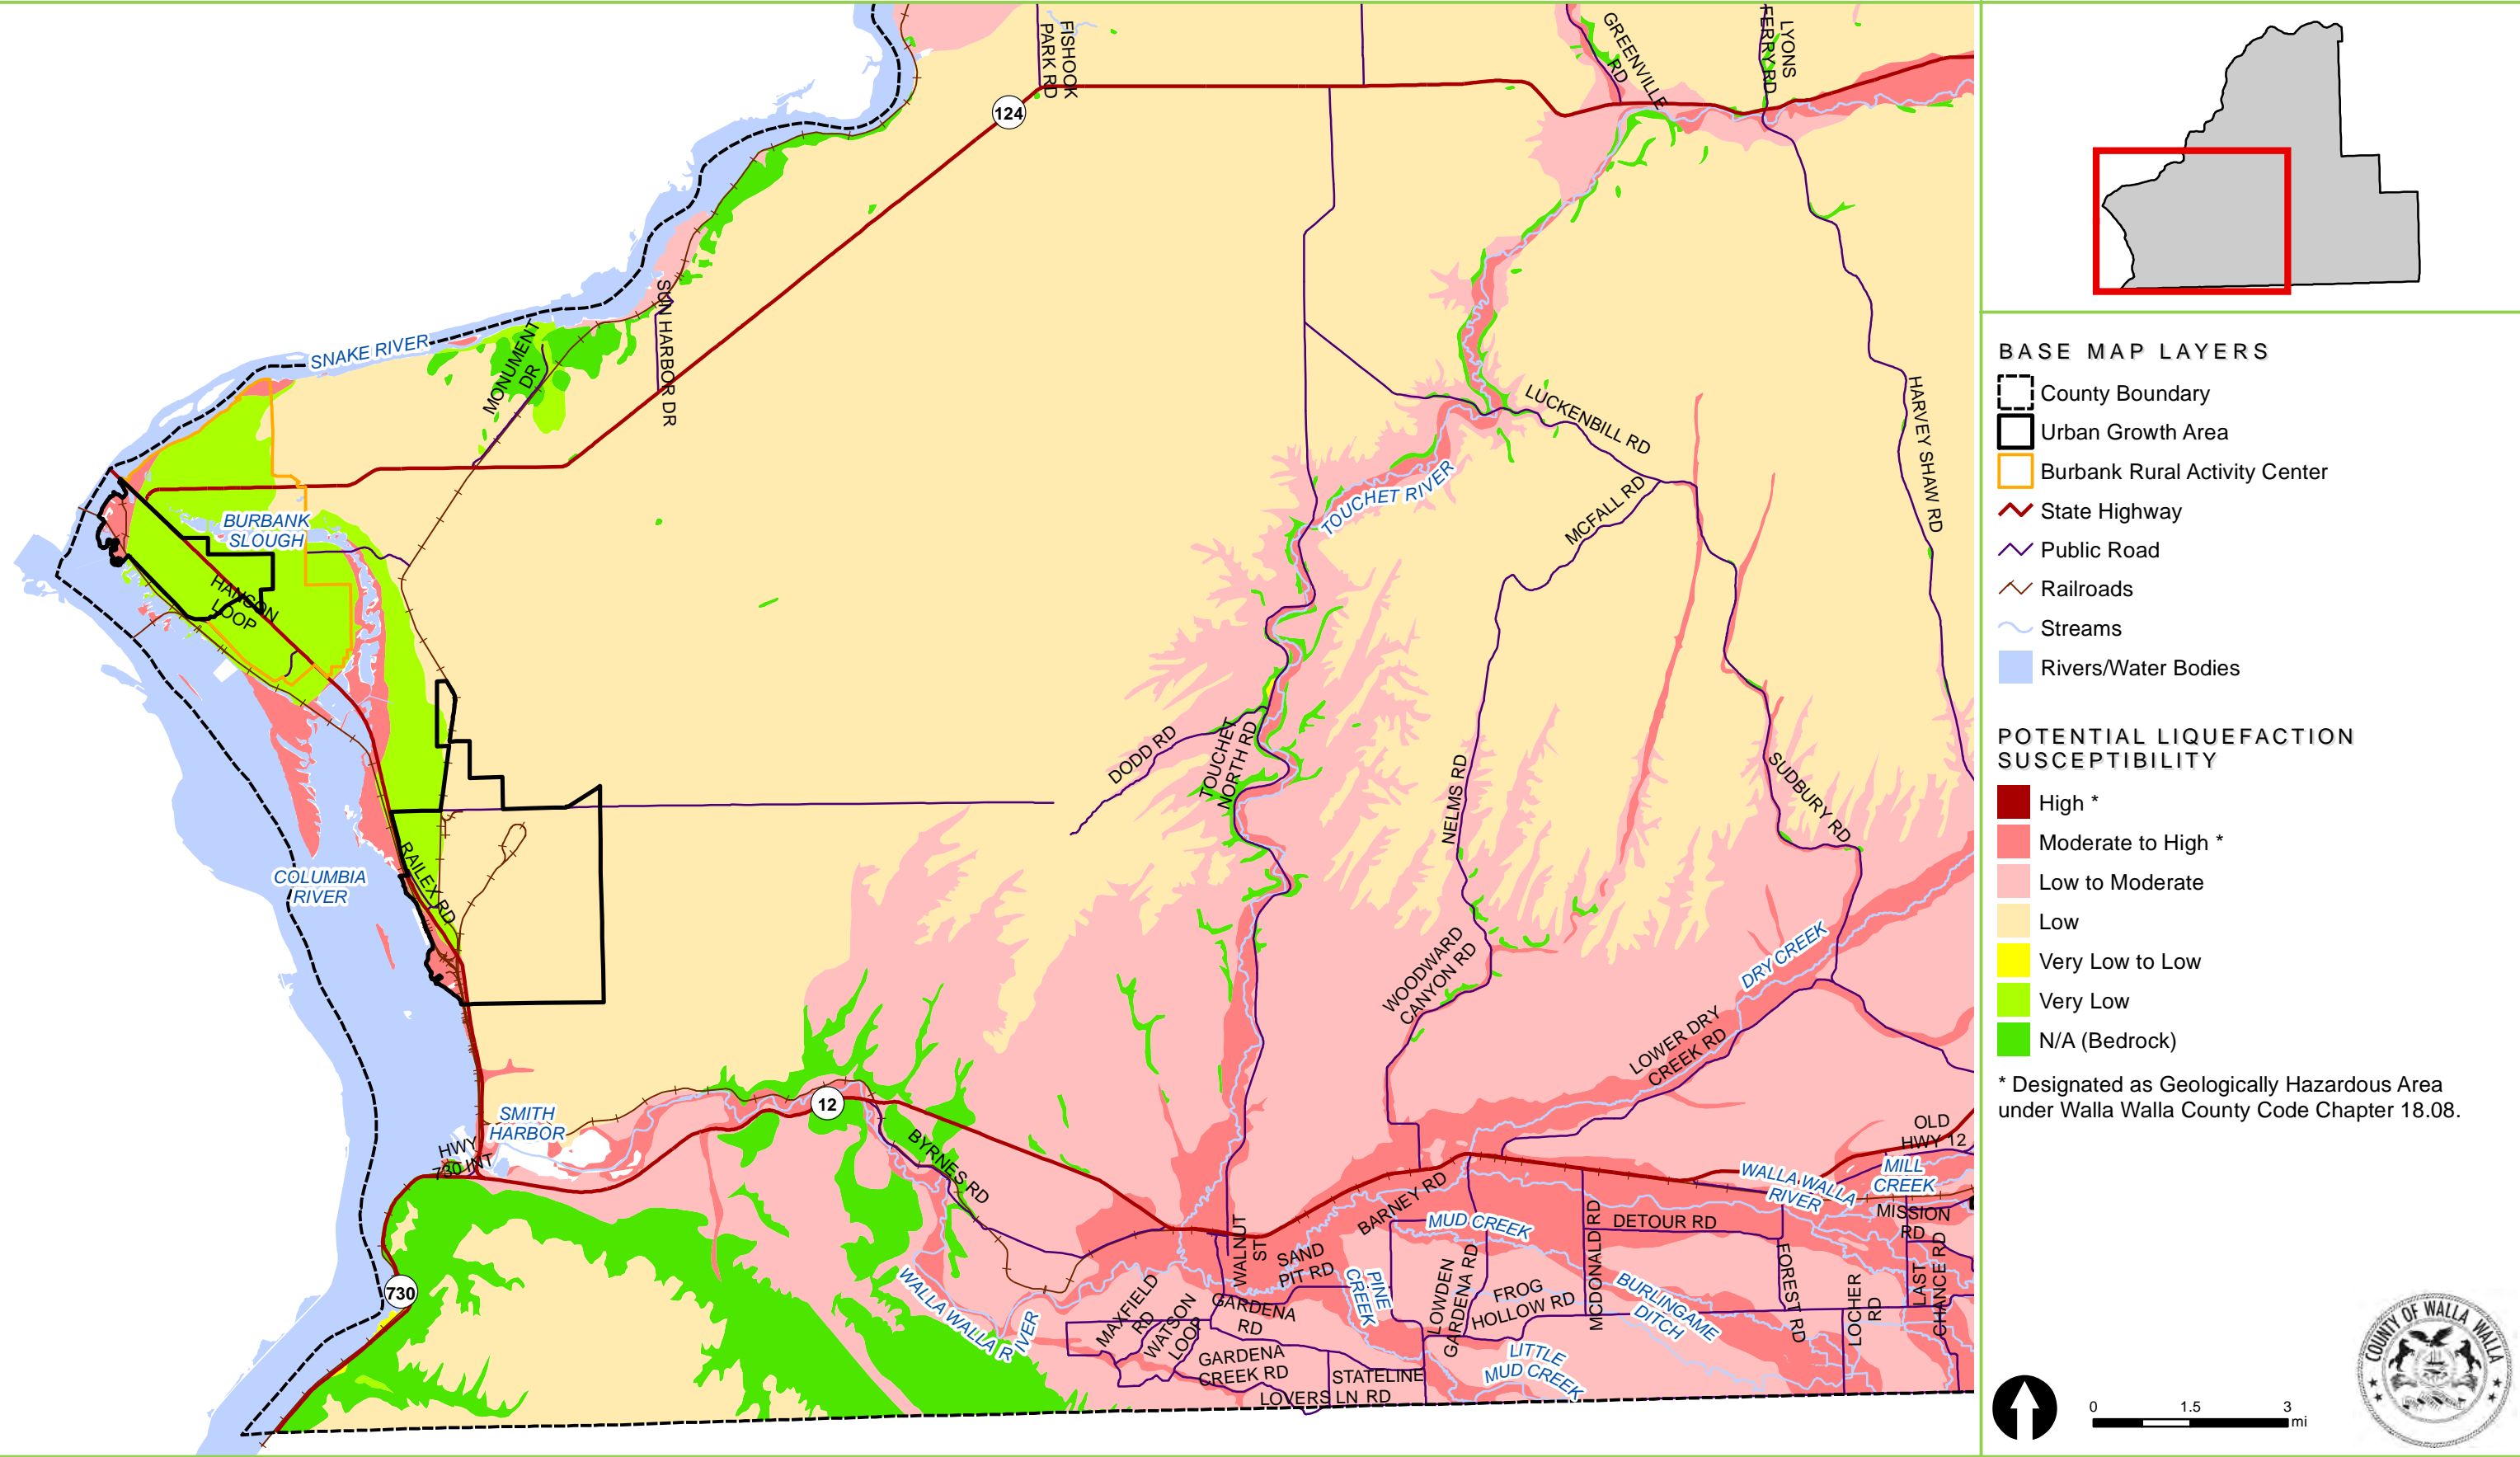 FISHOOK
PARK RD
GREENVILLE
RD
LYONS
FERRY RD
124
SUN HARBOR DR
SNAKE RIVER
MONUMENT
DR
LUCKENBILL RD
HARVEY SHAW RD
TOUCHET RIVER
MCFALL RD
BURBANK
SLOUGH
HANSON
LOOP
DODD RD
TOUCHET
NORTH RD
NELMS RD
SUDBURY RD
RAILEX RD
COLUMBIA
RIVER
WOODWARD
CANYON RD
DRY CREEK
LOWER DRY
CREEK RD
12
SMITH
HARBOR
HWY
730 INT
BYRNES RD
OLD
HWY 12
MILL
CREEK
WALLA WALLA
RIVER
MISSION
RD
BARNEY RD
MUD CREEK
DETOUR RD
WALNUT
ST
SAND
PIT RD
PINE
CREEK
LOWDEN
GARDENA RD
FROG
HOLLOW RD
MCDONALD RD
BURLINGAME
DITCH
FOREST RD
LOCHER
RD
LAST
CHANCE RD
730
WALLA WALLA RIVER
MAXFIELD
RD
WATSON
LOOP
GARDENA
RD
GARDENA
CREEK RD
STATELINE
RD
LOVERS LN
LITTLE
MUD CREEK
BASE MAP LAYERS
County Boundary
Urban Growth Area
Burbank Rural Activity Center
State Highway
Public Road
Railroads
Streams
Rivers/Water Bodies
POTENTIAL LIQUEFACTION
SUSCEPTIBILITY
High *
Moderate to High *
Low to Moderate
Low
Very Low to Low
Very Low
N/A (Bedrock)
* Designated as Geologically Hazardous Area
under Walla Walla County Code Chapter 18.08.
0 1.5 3
mi
COUNTY OF WALLA WALLA